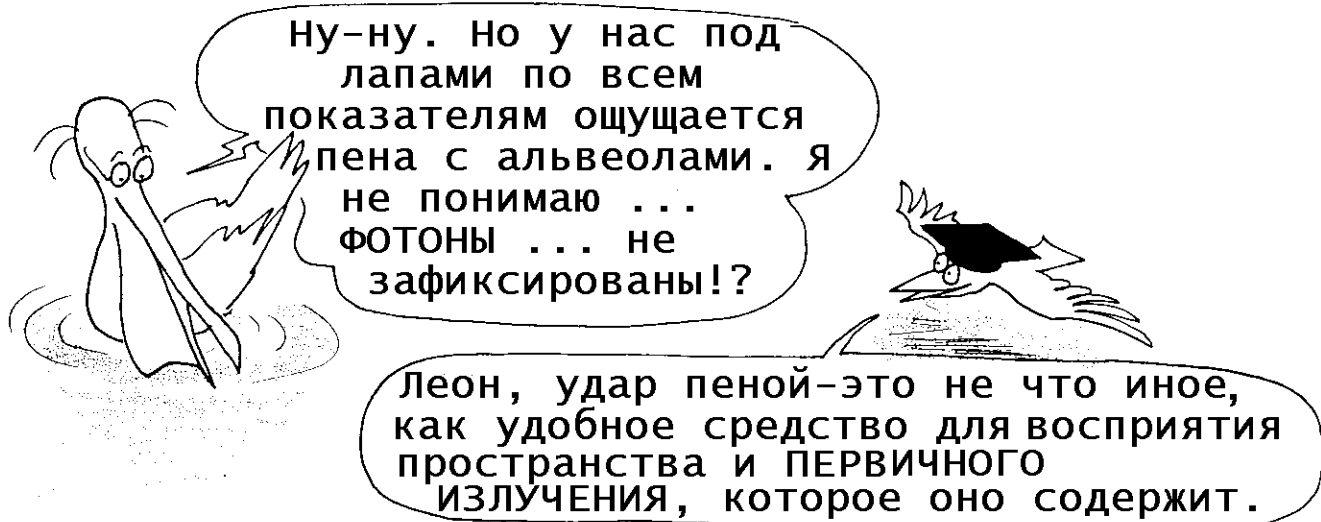 Ну-ну. Но у нас под
лапами по всем
показателям ощущается
пена с альвеолами. Я
не понимаю ...
ФОТОНЫ ... не
зафиксированы!?
Леон, удар пеной-это не что иное,
как удобное средство для восприятия
пространства и ПЕРВИЧНОГО
ИЗЛУЧЕНИЯ, которое оно содержит.